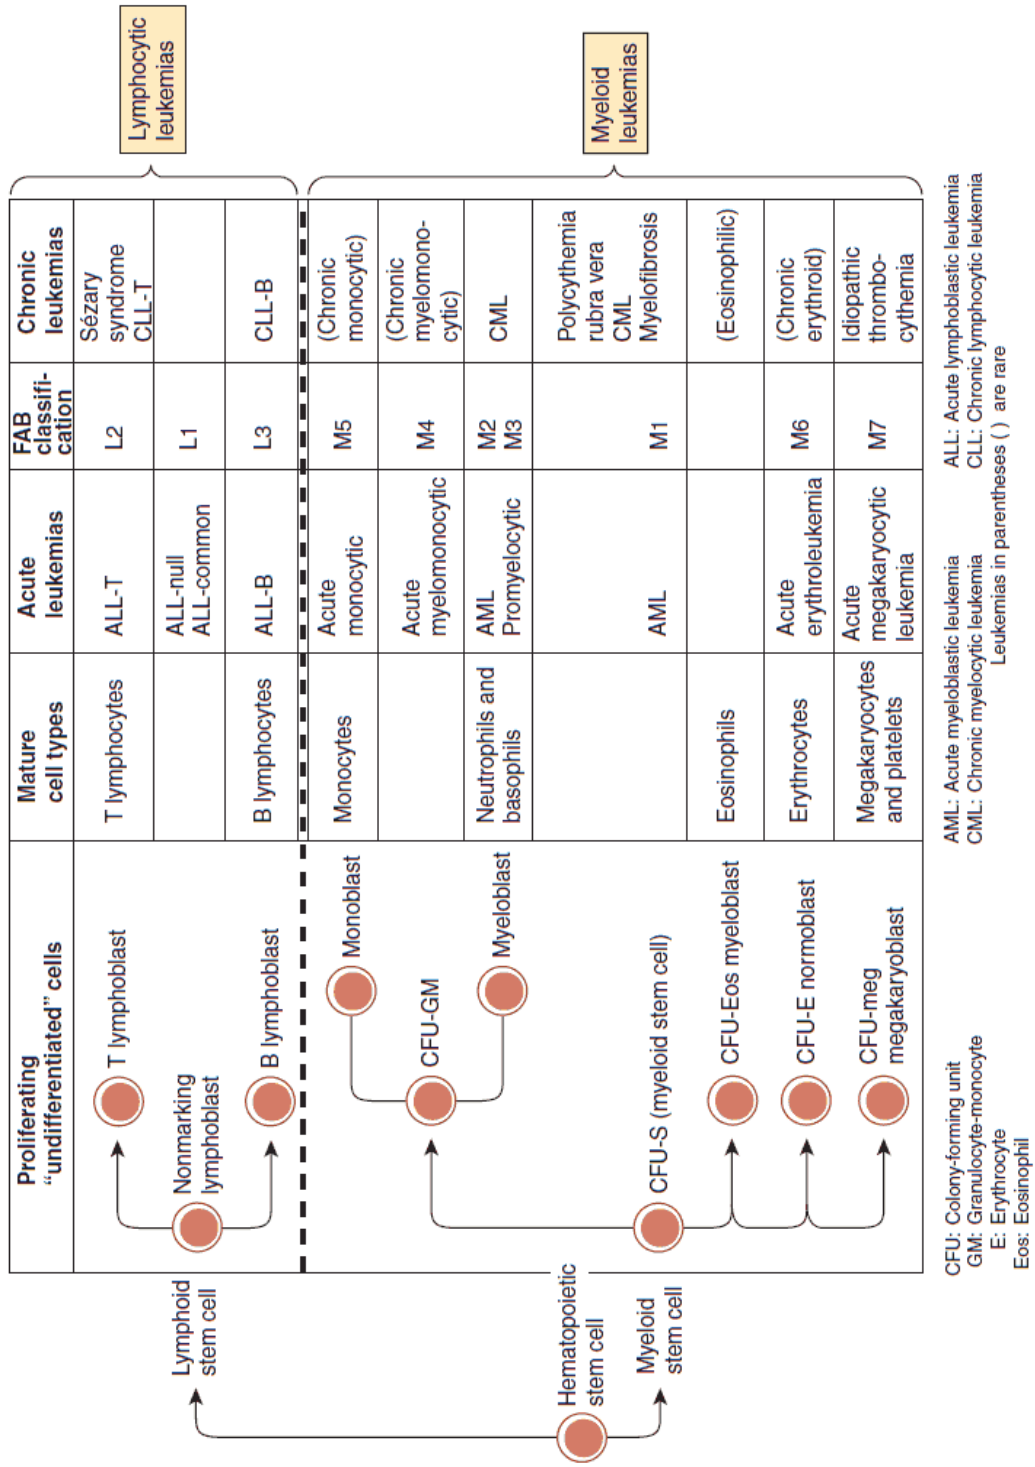 Proliferating
“undifferentiated” cells
Mature
cell types
Acute
leukemias
FAB
classifi-
cation
Chronic
leukemias
Lymphoid
stem cell
Nonmarking
lymphoblast
T lymphoblast
T lymphocytes
ALL-T
L2
Sézary
syndrome
CLL-T
ALL-null
ALL-common
L1
B lymphoblast
B lymphocytes
ALL-B
L3
CLL-B
Lymphocytic
leukemias
Hematopoietic
stem cell
Myeloid
stem cell
Monoblast
Monocytes
Acute
monocytic
M5
(Chronic
monocytic)
CFU-GM
Acute
myelomonocytic
M4
(Chronic
myelomono-
cytic)
Myeloblast
Neutrophils and
basophils
AML
Promyelocytic
M2
M3
CML
CFU-S (myeloid stem cell)
AML
M1
Polycythemia
rubra vera
CML
Myelofibrosis
CFU-Eos myeloblast
Eosinophils
(Eosinophilic)
CFU-E normoblast
Erythrocytes
Acute
erythroleukemia
M6
(Chronic
erythroid)
CFU-meg
megakaryoblast
Megakaryocytes
and platelets
Acute
megakaryocytic
leukemia
M7
Idiopathic
thrombo-
cythemia
Myeloid
leukemias
CFU: Colony-forming unit
GM: Granulocyte-monocyte
E: Erythrocyte
Eos: Eosinophil
AML: Acute myeloblastic leukemia
CML: Chronic myelocytic leukemia
ALL: Acute lymphoblastic leukemia
CLL: Chronic lymphocytic leukemia
Leukemias in parentheses ( ) are rare